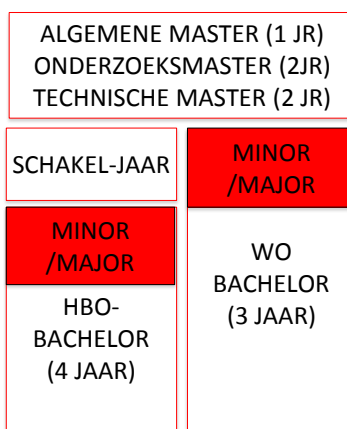 ALGEMENE MASTER (1 JR)
ONDERZOEKSMASTER (2JR)
TECHNISCHE MASTER (2 JR)
SCHAKEL-JAAR
MINOR
/MAJOR
HBO-
BACHELOR
(4 JAAR)
MINOR
/MAJOR
WO
BACHELOR
(3 JAAR)